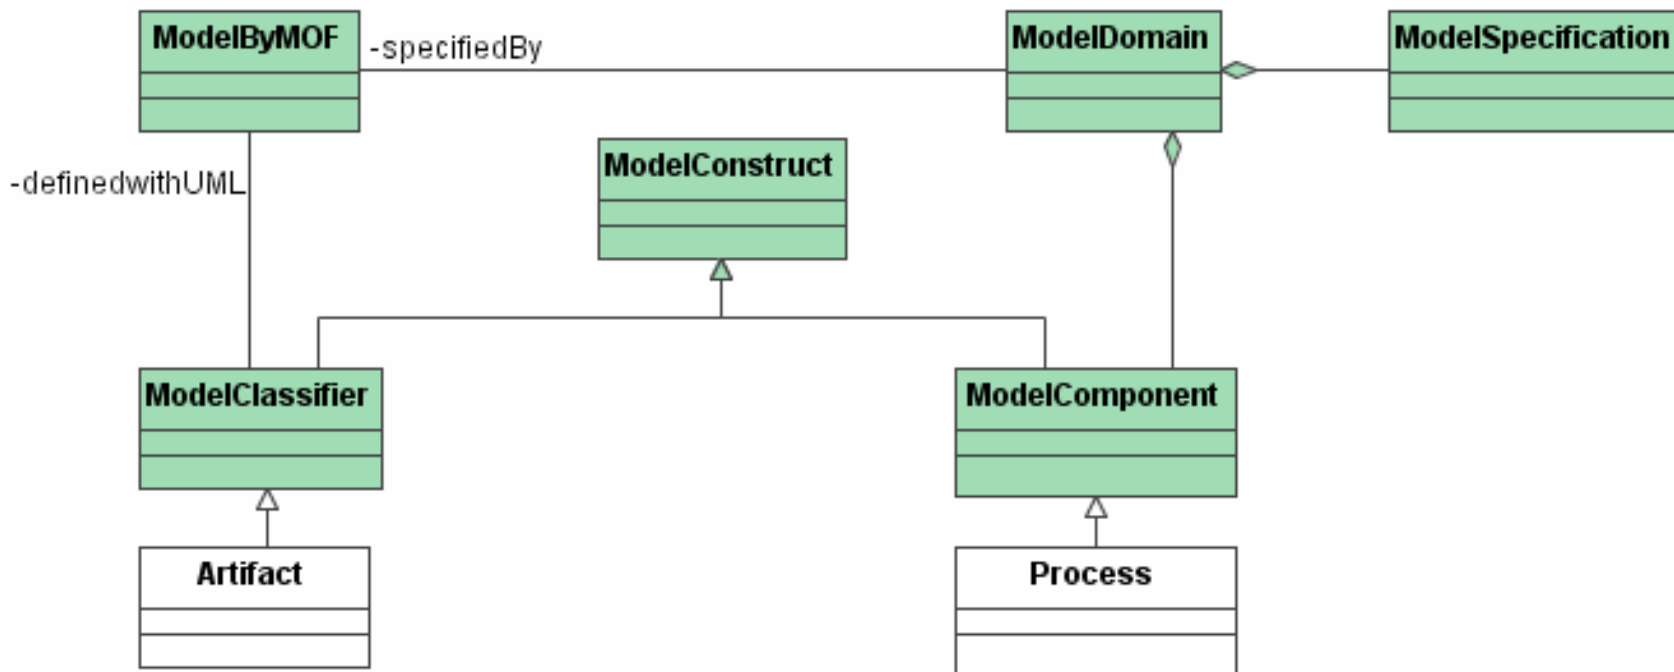 ModelByMOF
-specifiedBy
ModelDomain
ModelSpecification
ModelConstruct
-definedwithUML
ModelClassifier
ModelComponent
Artifact
Process